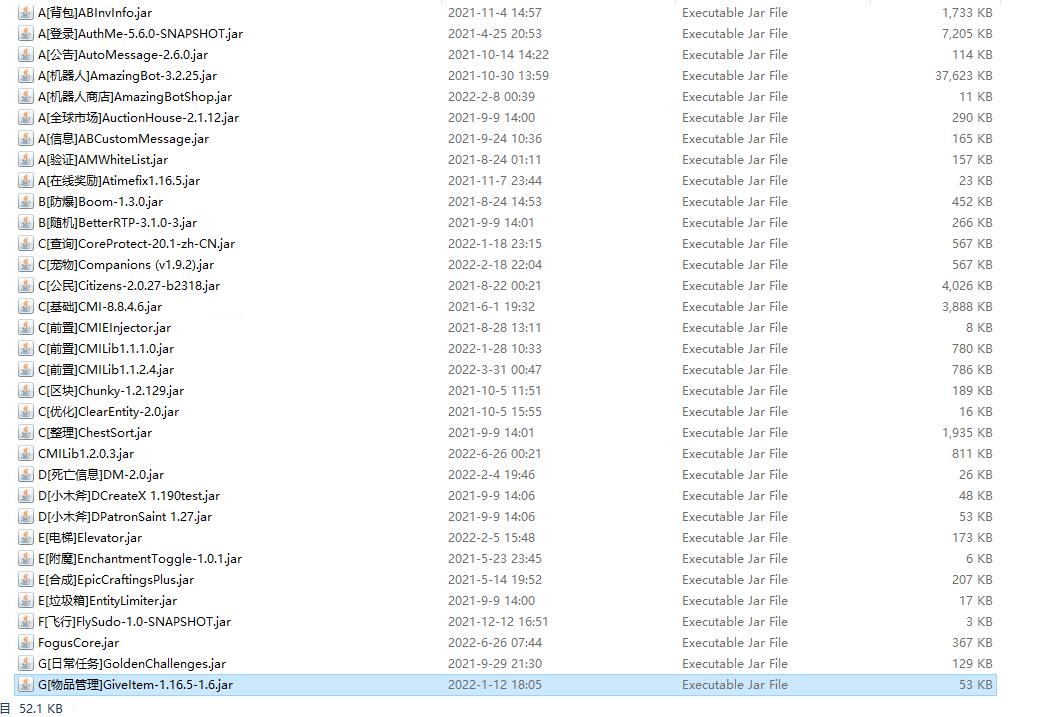 A[背包]ABInvInfo.jar 2021-11-4 14:57 Executable Jar File 1,733 KB
A[登录]AuthMe-5.6.0-SNAPSHOT.jar 2021-4-25 20:53 Executable Jar File 7,205 KB
A[公告]AutoMessage-2.6.0.jar 2021-10-14 14:22 Executable Jar File 114 KB
A[机器人]AmazingBot-3.2.25.jar 2021-10-30 13:59 Executable Jar File 37,623 KB
A[机器人商店]AmazingBotShop.jar 2022-2-8 00:39 Executable Jar File 11 KB
A[全球市场]AuctionHouse-2.1.12.jar 2021-9-9 14:00 Executable Jar File 290 KB
A[信息]ABCustomMessage.jar 2021-9-24 10:36 Executable Jar File 165 KB
A[验证]AMWhiteList.jar 2021-8-24 01:11 Executable Jar File 157 KB
A[在线奖励]Atimefix1.16.5.jar 2021-11-7 23:44 Executable Jar File 23 KB
B[防爆]Boom-1.3.0.jar 2021-8-24 14:53 Executable Jar File 452 KB
B[随机]BetterRTP-3.1.0-3.jar 2021-9-9 14:01 Executable Jar File 266 KB
C[查询]CoreProtect-20.1-zh-CN.jar 2022-1-18 23:15 Executable Jar File 567 KB
C[宠物]Companions (v1.9.2).jar 2022-2-18 22:04 Executable Jar File 567 KB
C[公民]Citizens-2.0.27-b2318.jar 2021-8-22 00:21 Executable Jar File 4,026 KB
C[基础]CMI-8.8.4.6.jar 2021-6-1 19:32 Executable Jar File 3,888 KB
C[前置]CMIEInjector.jar 2021-8-28 13:11 Executable Jar File 8 KB
C[前置]CMILib1.1.1.0.jar 2022-1-28 10:33 Executable Jar File 780 KB
C[前置]CMILib1.1.2.4.jar 2022-3-31 00:47 Executable Jar File 786 KB
C[区块]Chunky-1.2.129.jar 2021-10-5 11:51 Executable Jar File 189 KB
C[优化]ClearEntity-2.0.jar 2021-10-5 15:55 Executable Jar File 16 KB
C[整理]ChestSort.jar 2021-9-9 14:01 Executable Jar File 1,935 KB
CMILib1.2.0.3.jar 2022-6-26 00:21 Executable Jar File 811 KB
D[死亡信息]DM-2.0.jar 2022-2-4 19:46 Executable Jar File 26 KB
D[小木斧]DCreateX 1.190test.jar 2021-9-9 14:06 Executable Jar File 48 KB
D[小木斧]DPatronSaint 1.27.jar 2021-9-9 14:06 Executable Jar File 53 KB
E[电梯]Elevator.jar 2022-2-5 15:48 Executable Jar File 173 KB
E[附魔]EnchantmentToggle-1.0.1.jar 2021-5-23 23:45 Executable Jar File 6 KB
E[合成]EpicCraftingsPlus.jar 2021-5-14 19:52 Executable Jar File 207 KB
E[垃圾箱]EntityLimiter.jar 2021-9-9 14:00 Executable Jar File 17 KB
F[飞行]FlySudo-1.0-SNAPSHOT.jar 2021-12-12 16:51 Executable Jar File 3 KB
FogusCore.jar 2022-6-26 07:44 Executable Jar File 367 KB
G[日常任务]GoldenChallenges.jar 2021-9-29 21:30 Executable Jar File 129 KB
G[物品管理]GiveItem-1.16.5-1.6.jar 2022-1-12 18:05 Executable Jar File 53 KB
目 52.1 KB